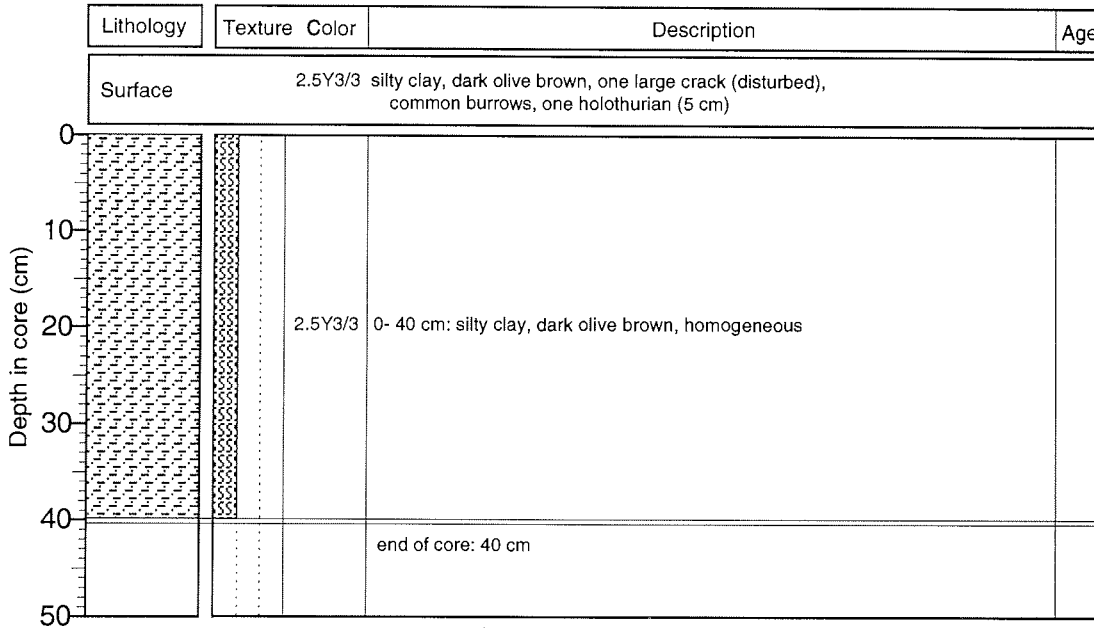 Lithology Texture Color Description Age
Surface
2.5Y3/3 silty clay, dark olive brown, one large crack (disturbed),
common burrows, one holothurian (5 cm)
0
10
20
30
40
50
Depth in core (cm)
2.5Y3/3 0- 40 cm: silty clay, dark olive brown, homogeneous
end of core: 40 cm